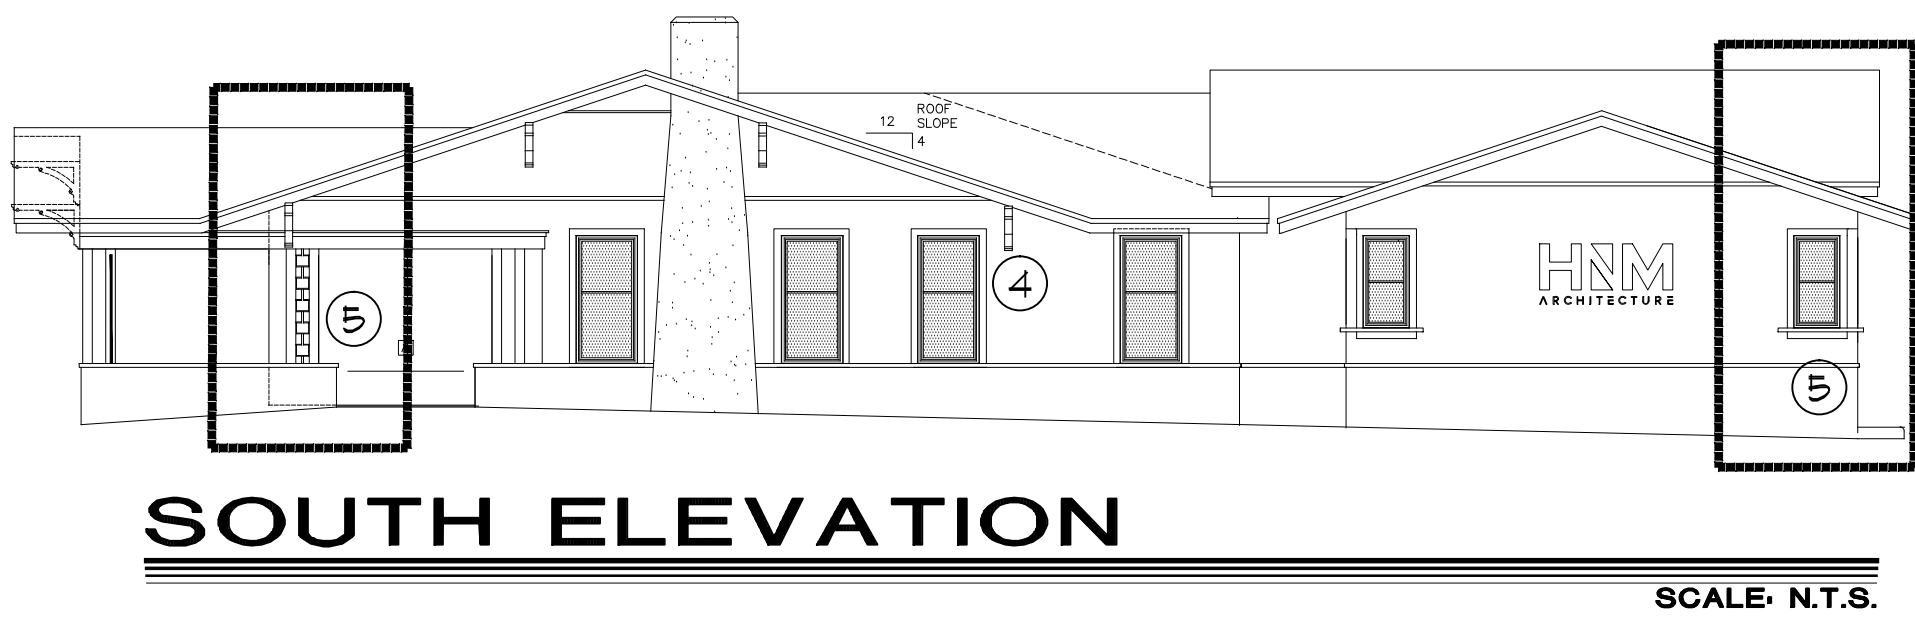 ROOF
12 SLOPE
4
5
4
HNM
ARCHITECTURE
5
SOUTH ELEVATION
SCALE: N.T.S.